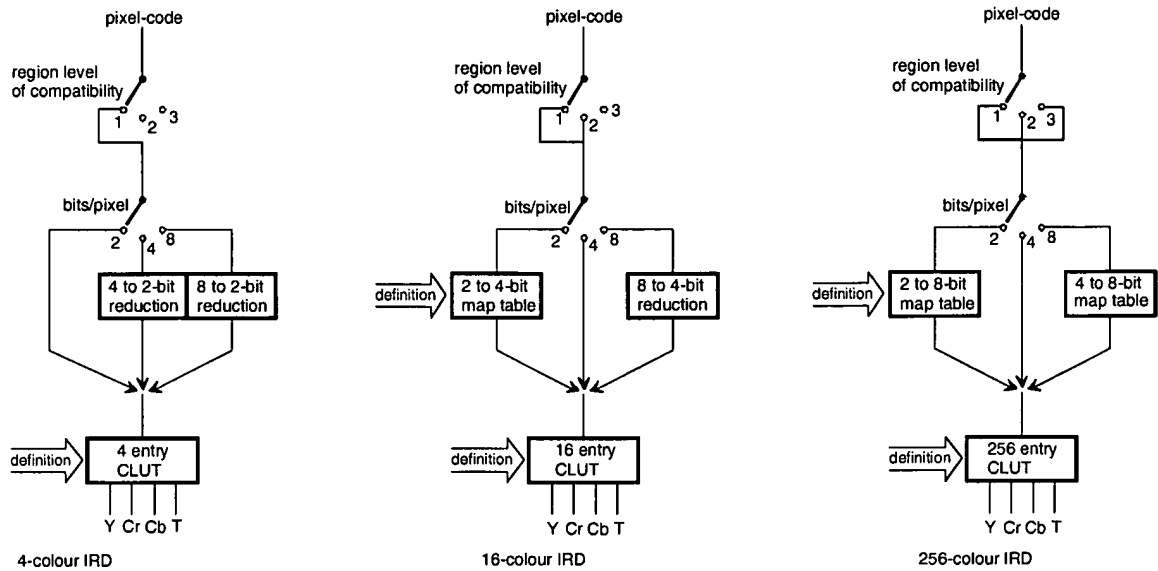 pixel-code
region level
of compatibility
1
2
3
bits/pixel
2
4
8
4 to 2-bit
reduction
8 to 2-bit
reduction
definition
4 entry
CLUT
Y Cr Cb T
4-colour IRD
pixel-code
region level
of compatibility
1
2
3
bits/pixel
2
4
8
definition
2 to 4-bit
map table
8 to 4-bit
reduction
definition
16 entry
CLUT
Y Cr Cb T
16-colour IRD
pixel-code
region level
of compatibility
1
2
3
bits/pixel
2
4
8
definition
2 to 8-bit
map table
4 to 8-bit
map table
definition
256 entry
CLUT
Y Cr Cb T
256-colour IRD